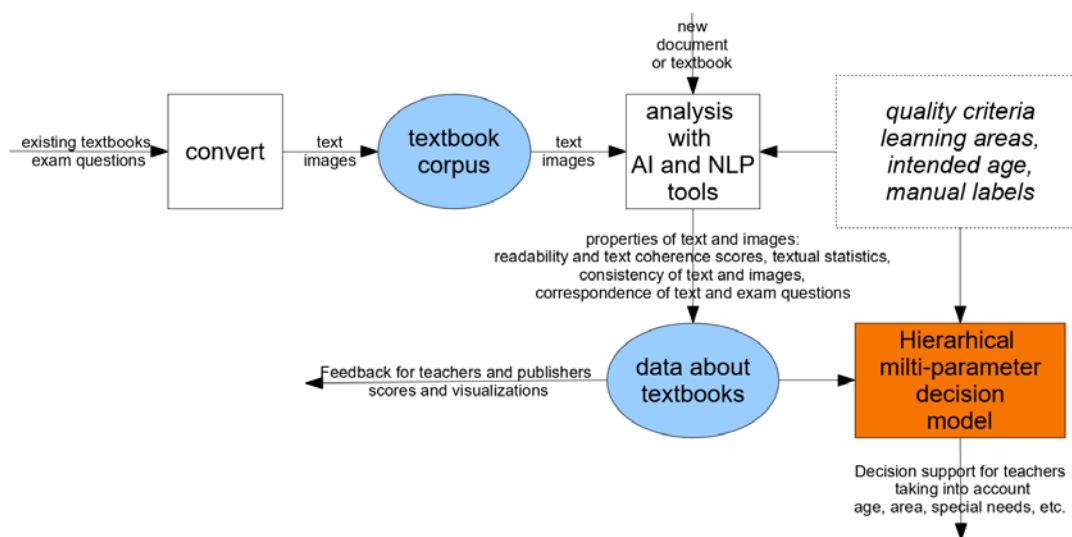 new
document
or textbook
existing textbooks
exam questions
convert
text
images
textbook
corpus
text
images
analysis
with
AI and NLP
tools
quality criteria
learning areas,
intended age,
manual labels
properties of text and images:
readability and text coherence scores, textual statistics,
consistency of text and images,
correspondence of text and exam questions
Feedback for teachers and publishers
scores and visualizations
data about
textbooks
Hierarhical
milti-parameter
decision
model
Decision support for teachers
taking into account
age, area, special needs, etc.